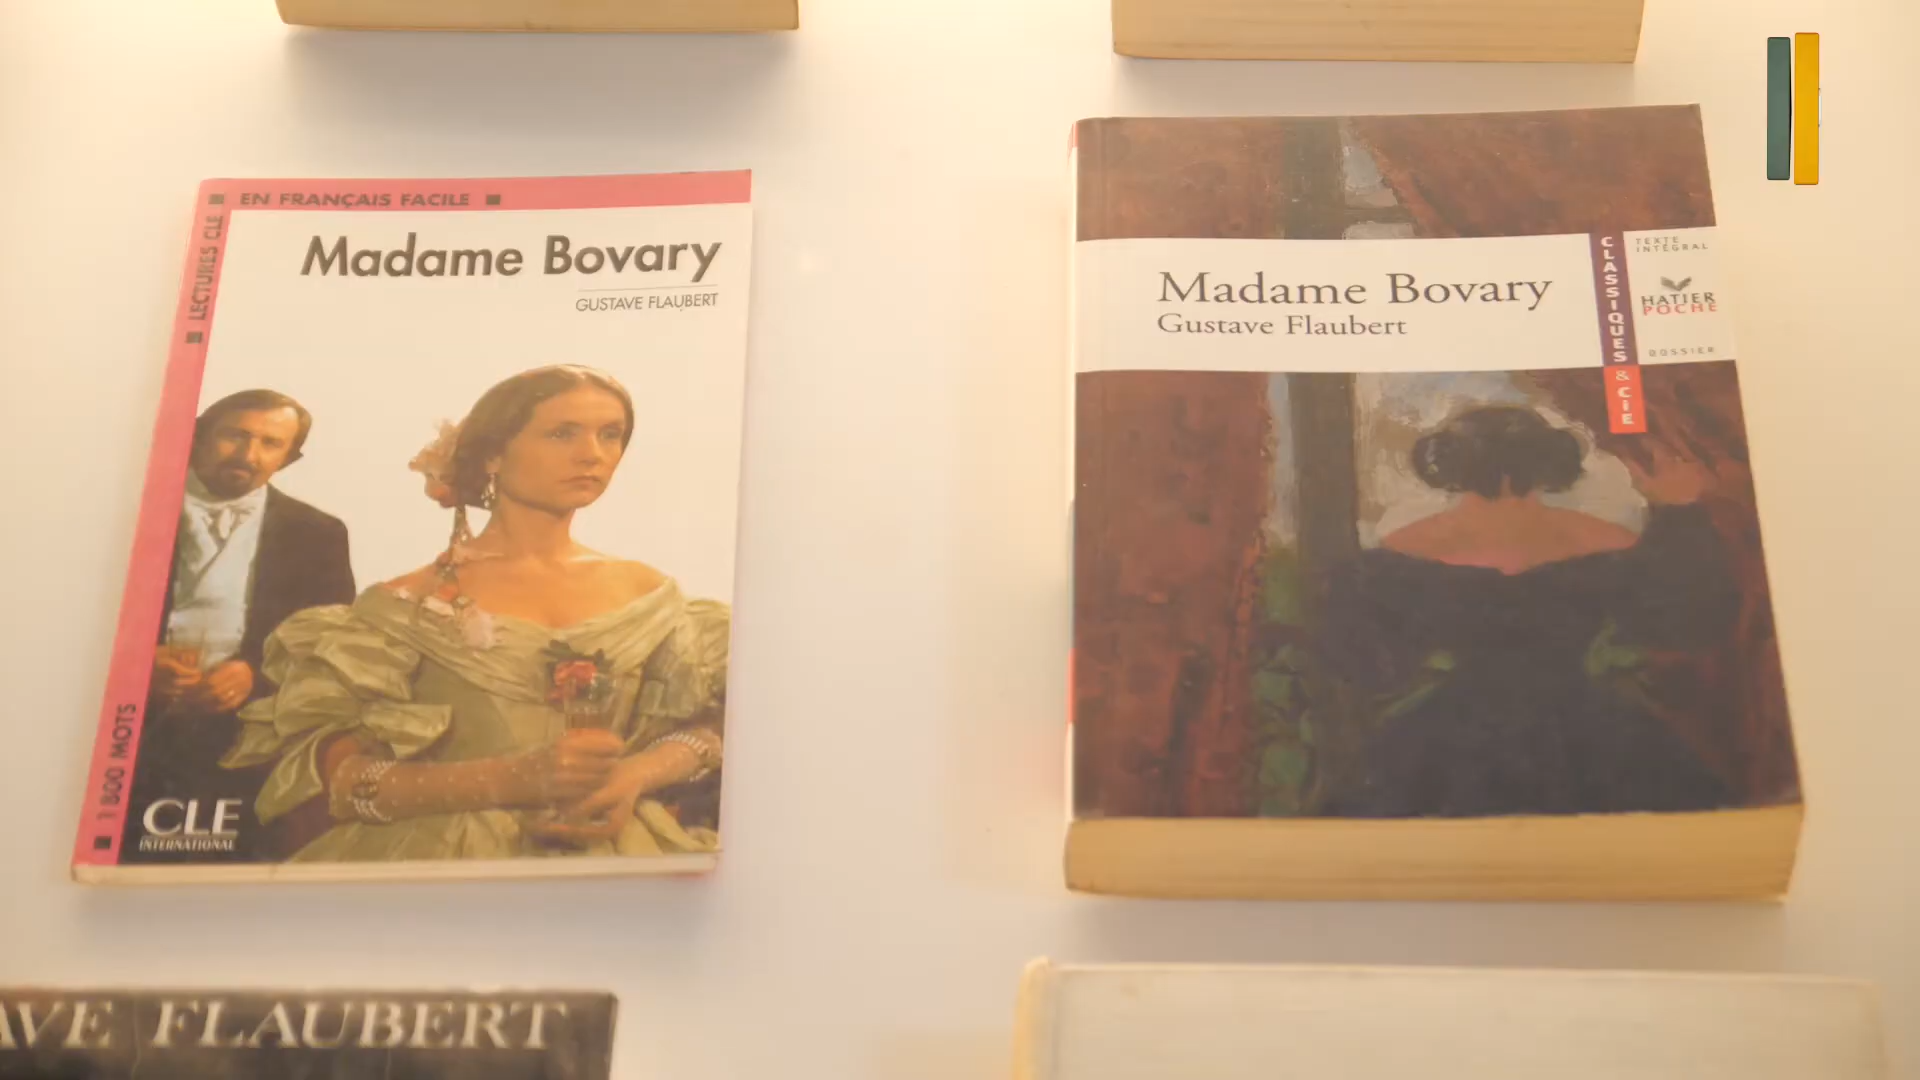 EN FRANÇAIS FACILE
LECTURES CLE
Madame Bovary
GUSTAVE FLAUBERT
1 800 MOTS
CLE
INTERNATIONAL
Madame Bovary
Gustave Flaubert
CLASSIQUES & CIE
TEXTE
INTÉGRAL
HATIER
POCHE
DOSSIER
AVE FLAUBERT